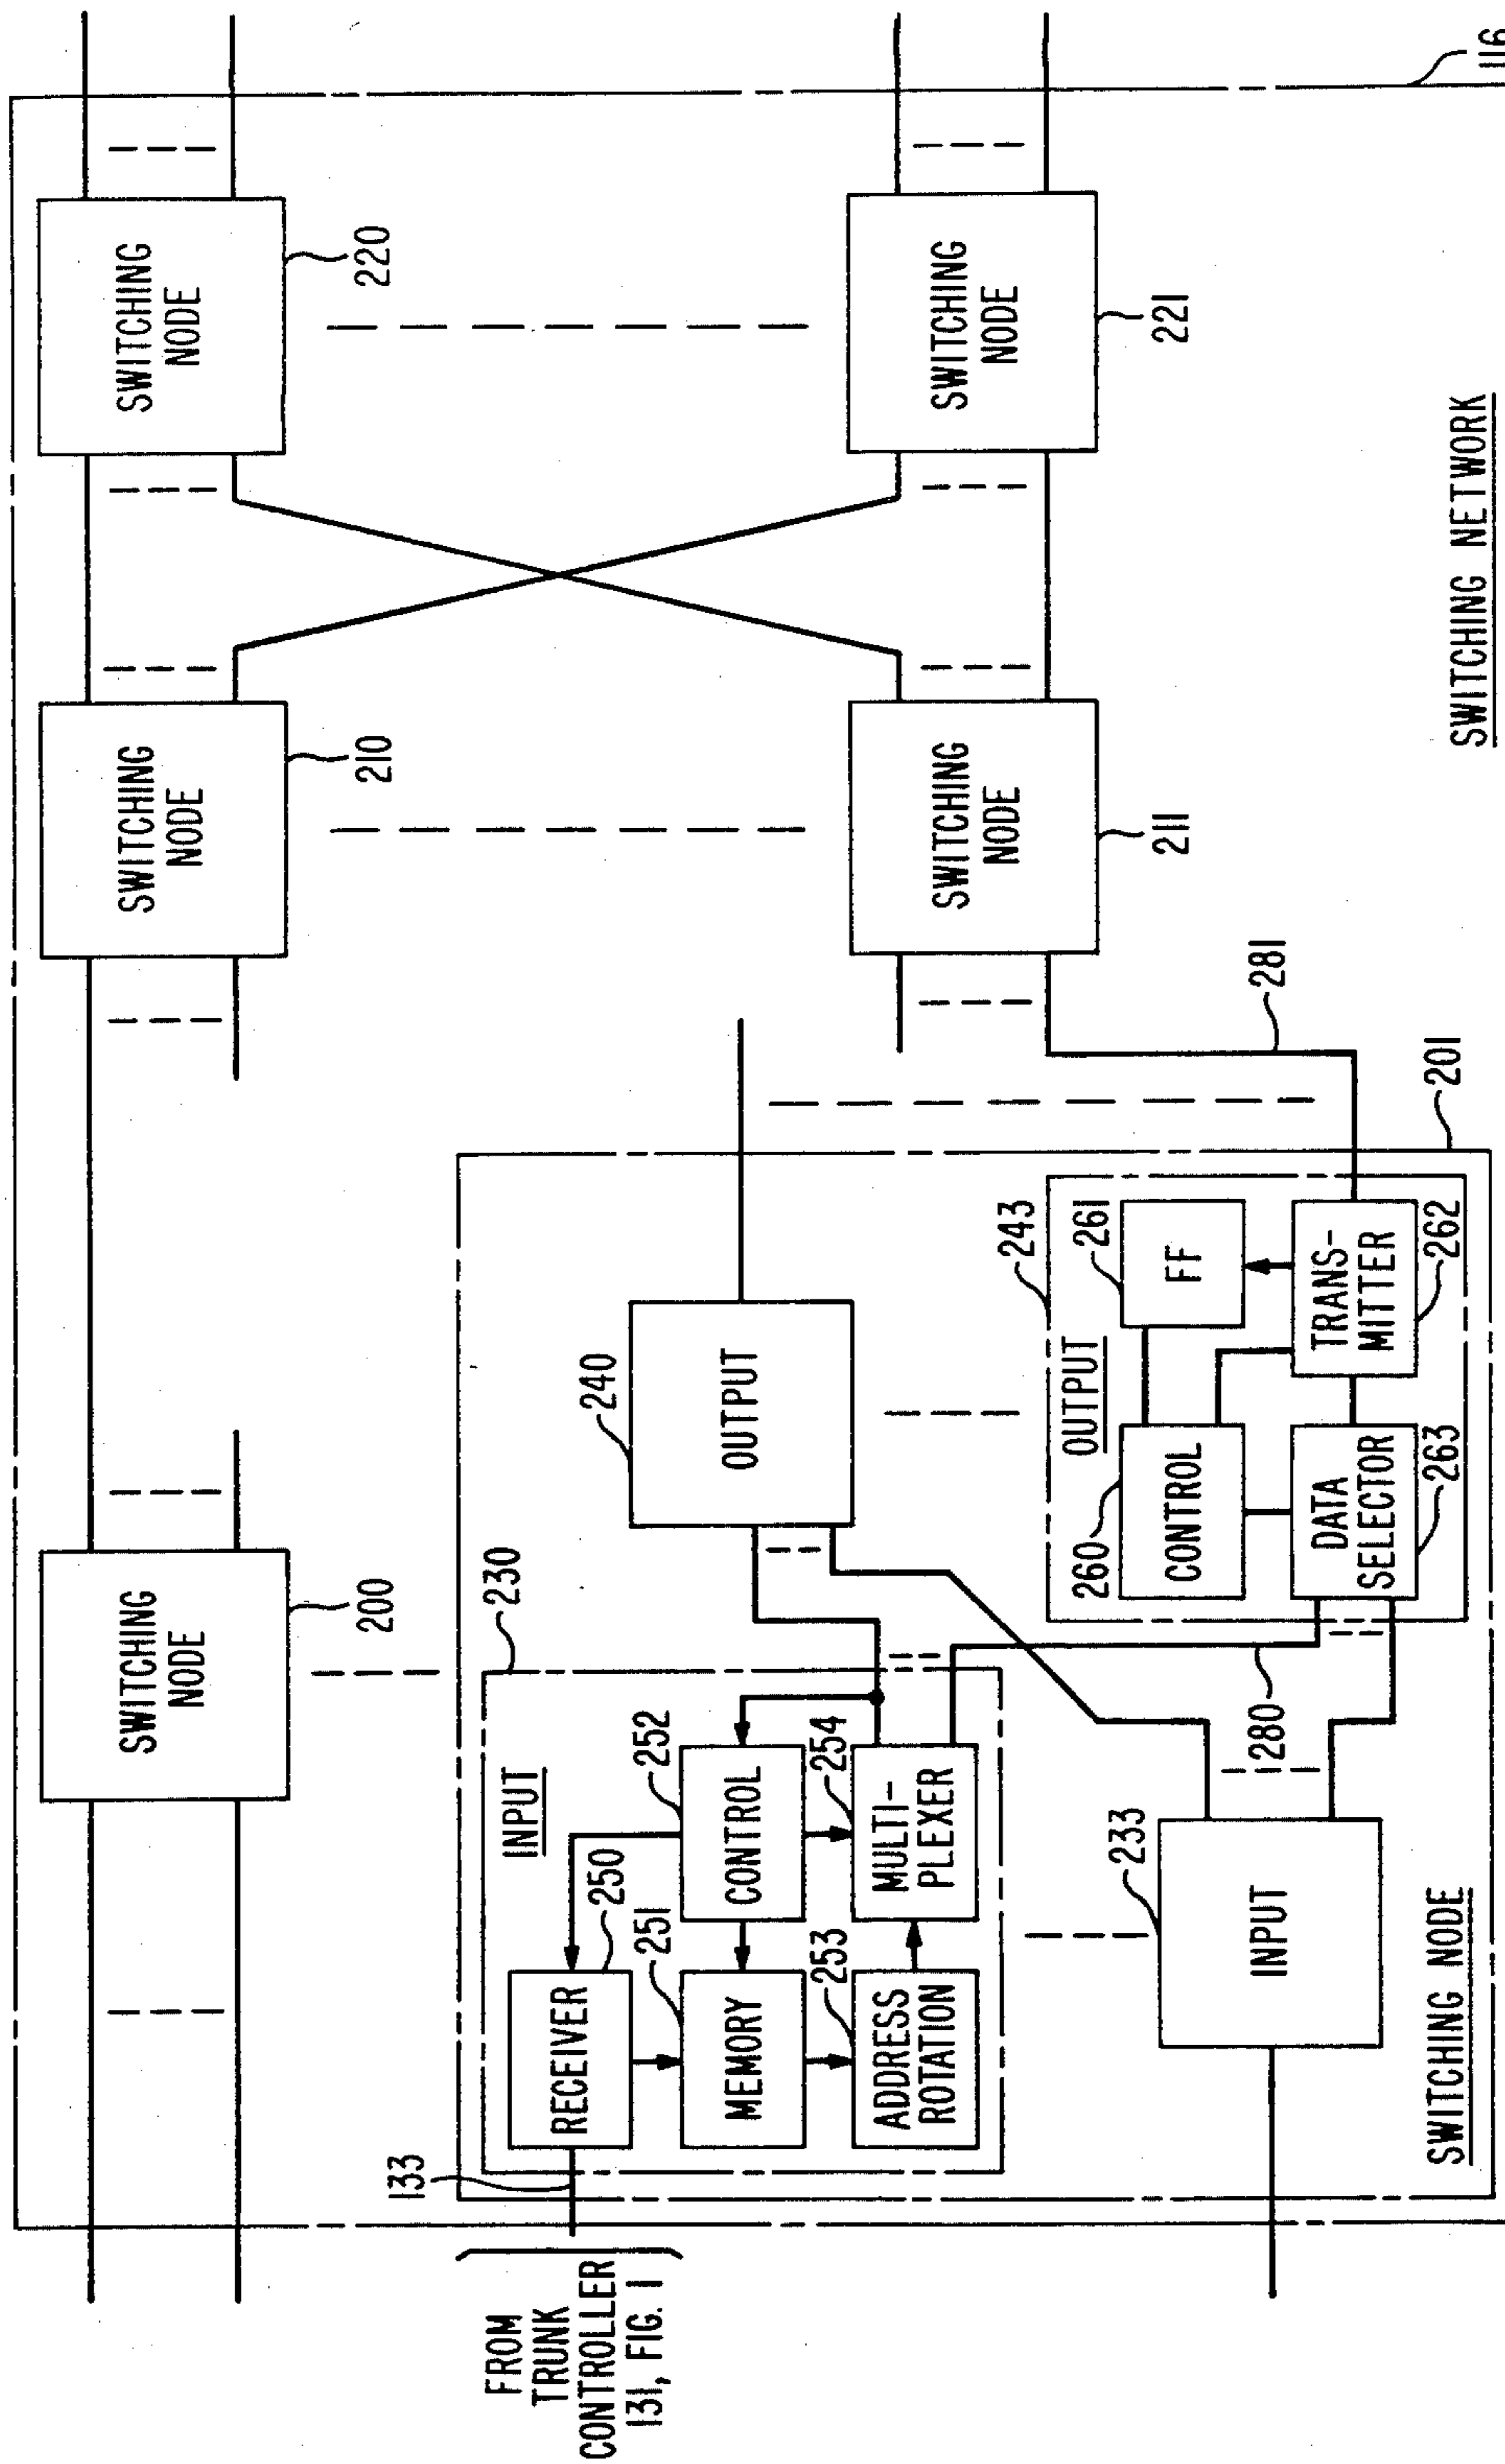 SWITCHING
NODE
200
SWITCHING
NODE
210
SWITCHING
NODE
220
FROM
TRUNK
CONTROLLER
131, FIG. 1
133
INPUT
230
RECEIVER
250
MEMORY
251
CONTROL
252
ADDRESS
ROTATION
253
MULTI-
PLEXER
254
INPUT
233
280
OUTPUT
240
OUTPUT
243
CONTROL
260
FF
261
DATA
SELECTOR
263
TRANS-
MITTER
262
SWITCHING NODE
201
281
SWITCHING
NODE
211
SWITCHING
NODE
221
SWITCHING NETWORK
116